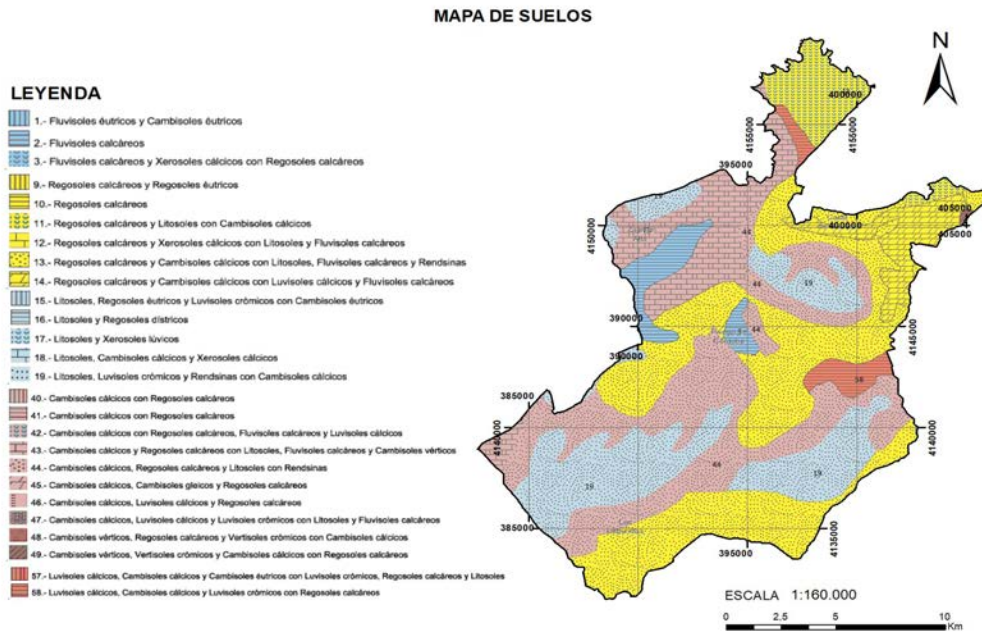 MAPA DE SUELOS
N
LEYENDA
1.- Fluvisoles éutricos y Cambisoles éutricos
2.- Fluvisoles calcáreos
3.- Fluvisoles calcáreos y Xerosoles cálcicos con Regosoles calcáreos
9.- Regosoles calcáreos y Regosoles éutricos
10.- Regosoles calcáreos
11.- Regosoles calcáreos y Litosoles con Cambisoles cálcicos
12.- Regosoles calcáreos y Xerosoles cálcicos con Litosoles y Fluvisoles calcáreos
13.- Regosoles calcáreos y Cambisoles cálcicos con Litosoles, Fluvisoles calcáreos y Rendsinas
14.- Regosoles calcáreos y Cambisoles cálcicos con Luvisoles cálcicos y Fluvisoles calcáreos
15.- Litosoles, Regosoles éutricos y Luvisoles crómicos con Cambisoles éutricos
16.- Litosoles y Regosoles dístricos
17.- Litosoles y Xerosoles lúvicos
18.- Litosoles, Cambisoles cálcicos y Xerosoles cálcicos
19.- Litosoles, Luvisoles crómicos y Rendsinas con Cambisoles cálcicos
40.- Cambisoles cálcicos con Regosoles calcáreos
41.- Cambisoles cálcicos con Regosoles calcáreos
42.- Cambisoles cálcicos con Regosoles calcáreos, Fluvisoles calcáreos y Luvisoles cálcicos
43.- Cambisoles cálcicos y Regosoles calcáreos con Litosoles, Fluvisoles calcáreos y Cambisoles vérticos
44.- Cambisoles cálcicos, Regosoles calcáreos y Litosoles con Rendsinas
45.- Cambisoles cálcicos, Cambisoles gleicos y Regosoles calcáreos
46.- Cambisoles cálcicos, Luvisoles cálcicos y Regosoles calcáreos
47.- Cambisoles cálcicos, Luvisoles cálcicos y Luvisoles crómicos con Litosoles y Fluvisoles calcáreos
48.- Cambisoles vérticos, Regosoles calcáreos y Vertisoles crómicos con Cambisoles cálcicos
49.- Cambisoles vérticos, Vertisoles crómicos y Cambisoles cálcicos con Regosoles calcáreos
57.- Luvisoles cálcicos, Cambisoles cálcicos y Cambisoles éutricos con Luvisoles crómicos, Regosoles calcáreos y Litosoles
58.- Luvisoles cálcicos, Cambisoles cálcicos y Luvisoles crómicos con Regosoles calcáreos
400000
4155000
4155000
395000
19
405000
4150000
400000
405000
44
44
19
390000
44
4145000
390000
58
385000
4140000
4140000
44
19
19
385000
395000
4135000
ESCALA 1:160.000
0 2.5 5 10
Km